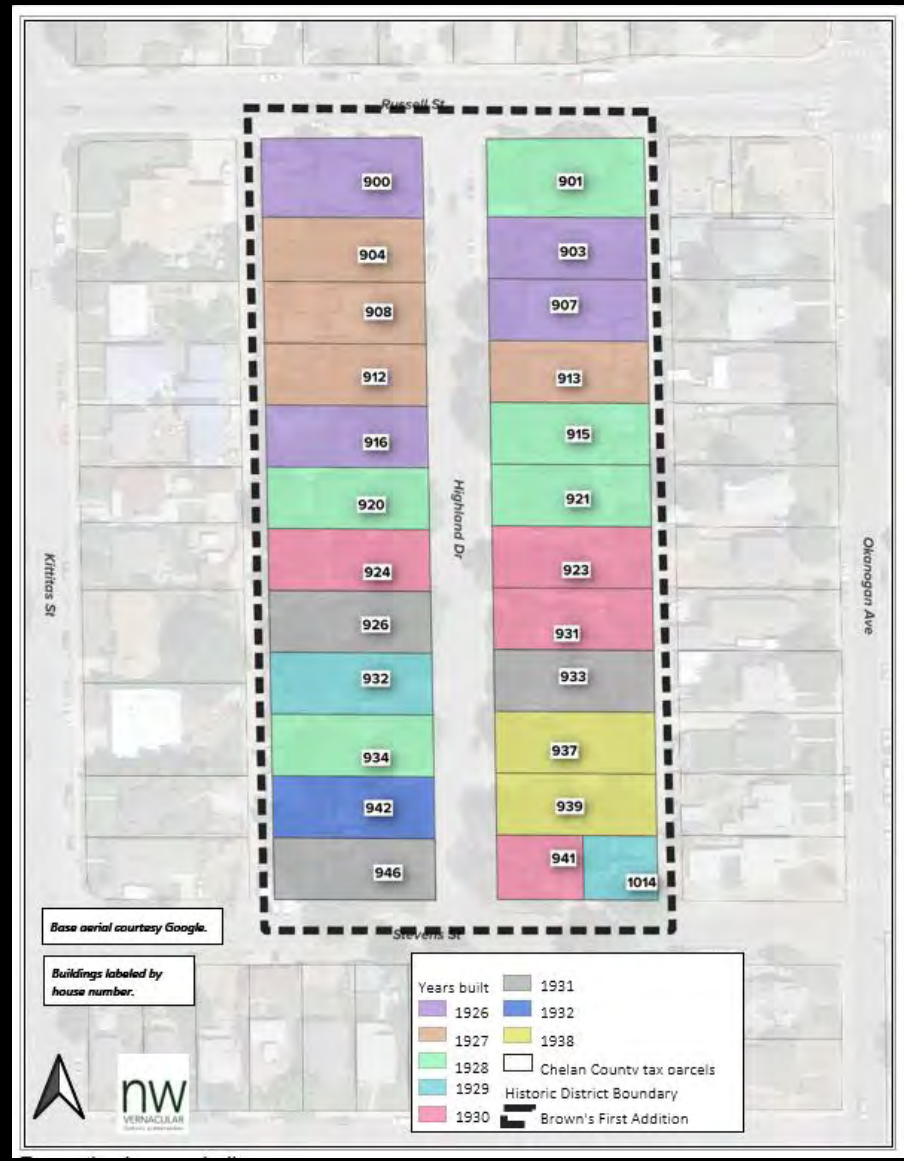 Russell St
900
901
904
903
908
907
912
913
916
915
920
921
Highland Dr
Kittitas St
Okanogan Ave
924
923
926
931
932
933
934
937
942
939
946
941
1014
Stevens St
Base aerial courtesy Google.
Buildings labeled by
house number.
Years built
1926
1927
1928
1929
1930
1931
1932
1938
Chelan County tax parcels
Historic District Boundary
Brown's First Addition
nw
VERNACULAR